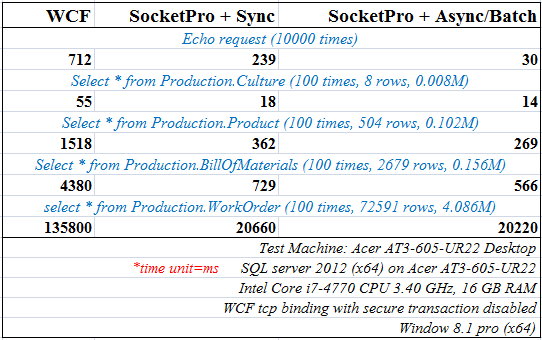 WCF SocketPro + Sync SocketPro + Async/Batch
Echo request (10000 times)
712 239 30
Select * from Production.Culture (100 times, 8 rows, 0.008M)
55 18 14
Select * from Production.Product (100 times, 504 rows, 0.102M)
1518 362 269
Select * from Production.BillOfMaterials (100 times, 2679 rows, 0.156M)
4380 729 566
select * from Production.WorkOrder (100 times, 72591 rows, 4.086M)
135800 20660 20220
Test Machine: Acer AT3-605-UR22 Desktop
*time unit=ms SQL server 2012 (x64) on Acer AT3-605-UR22
Intel Core i7-4770 CPU 3.40 GHz, 16 GB RAM
WCF tcp binding with secure transaction disabled
Window 8.1 pro (x64)